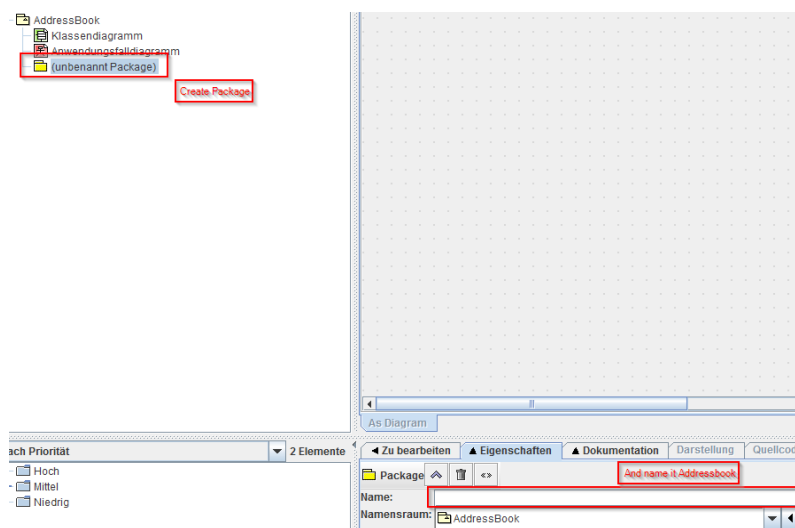 AddressBook
Klassendiagramm
Anwendungsfalldiagramm
(unbenannt Package)
Create Package
As Diagram
ach Priorität
2 Elemente
Zu bearbeiten
Eigenschaften
Dokumentation
Darstellung
Quellcod
Hoch
Mittel
Niedrig
Package
And name it Addressbook
Name:
Namensraum:
AddressBook